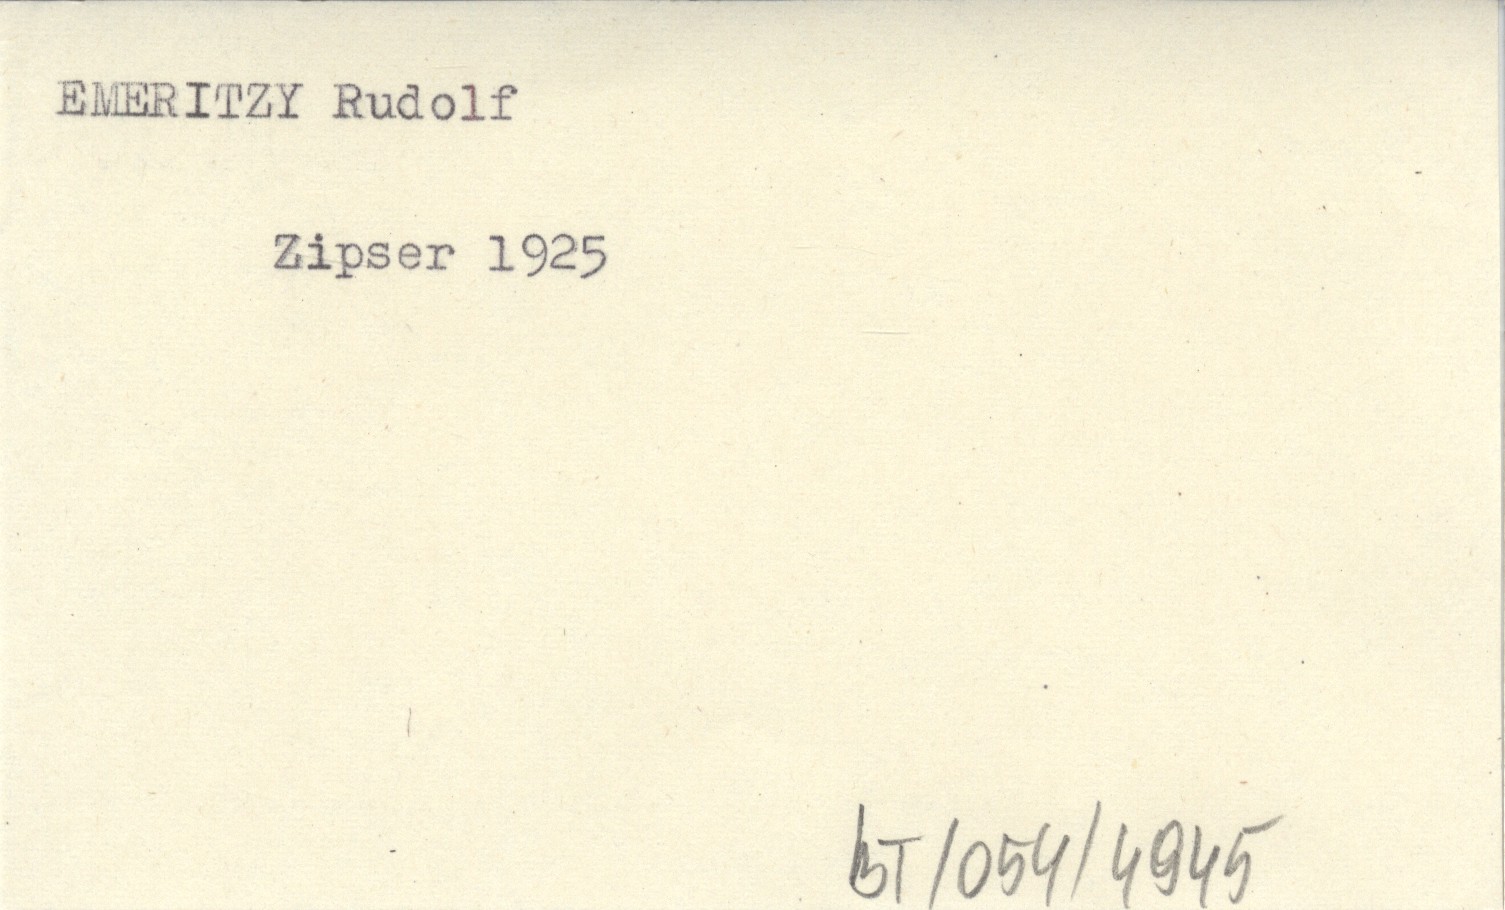 EMERITZY Rudolf
Zipser 1925
bT/054/4945